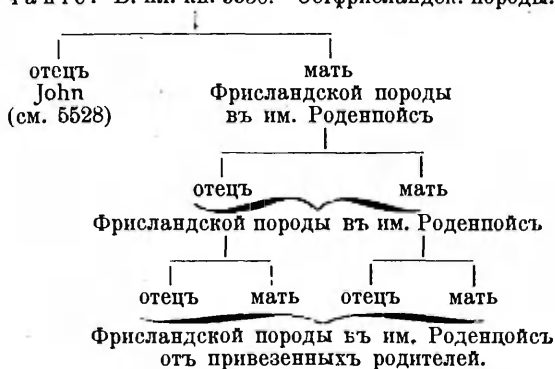 отецъ мать
John Фрисландской породы
(см. 5528) въ им. Роденпойсъ
отецъ мать
Фрисландской породы въ им. Роденпойсъ
отецъ мать отецъ мать
Фрисландской породы въ им. Роденцойсъ
отъ привезенныхъ родителей.